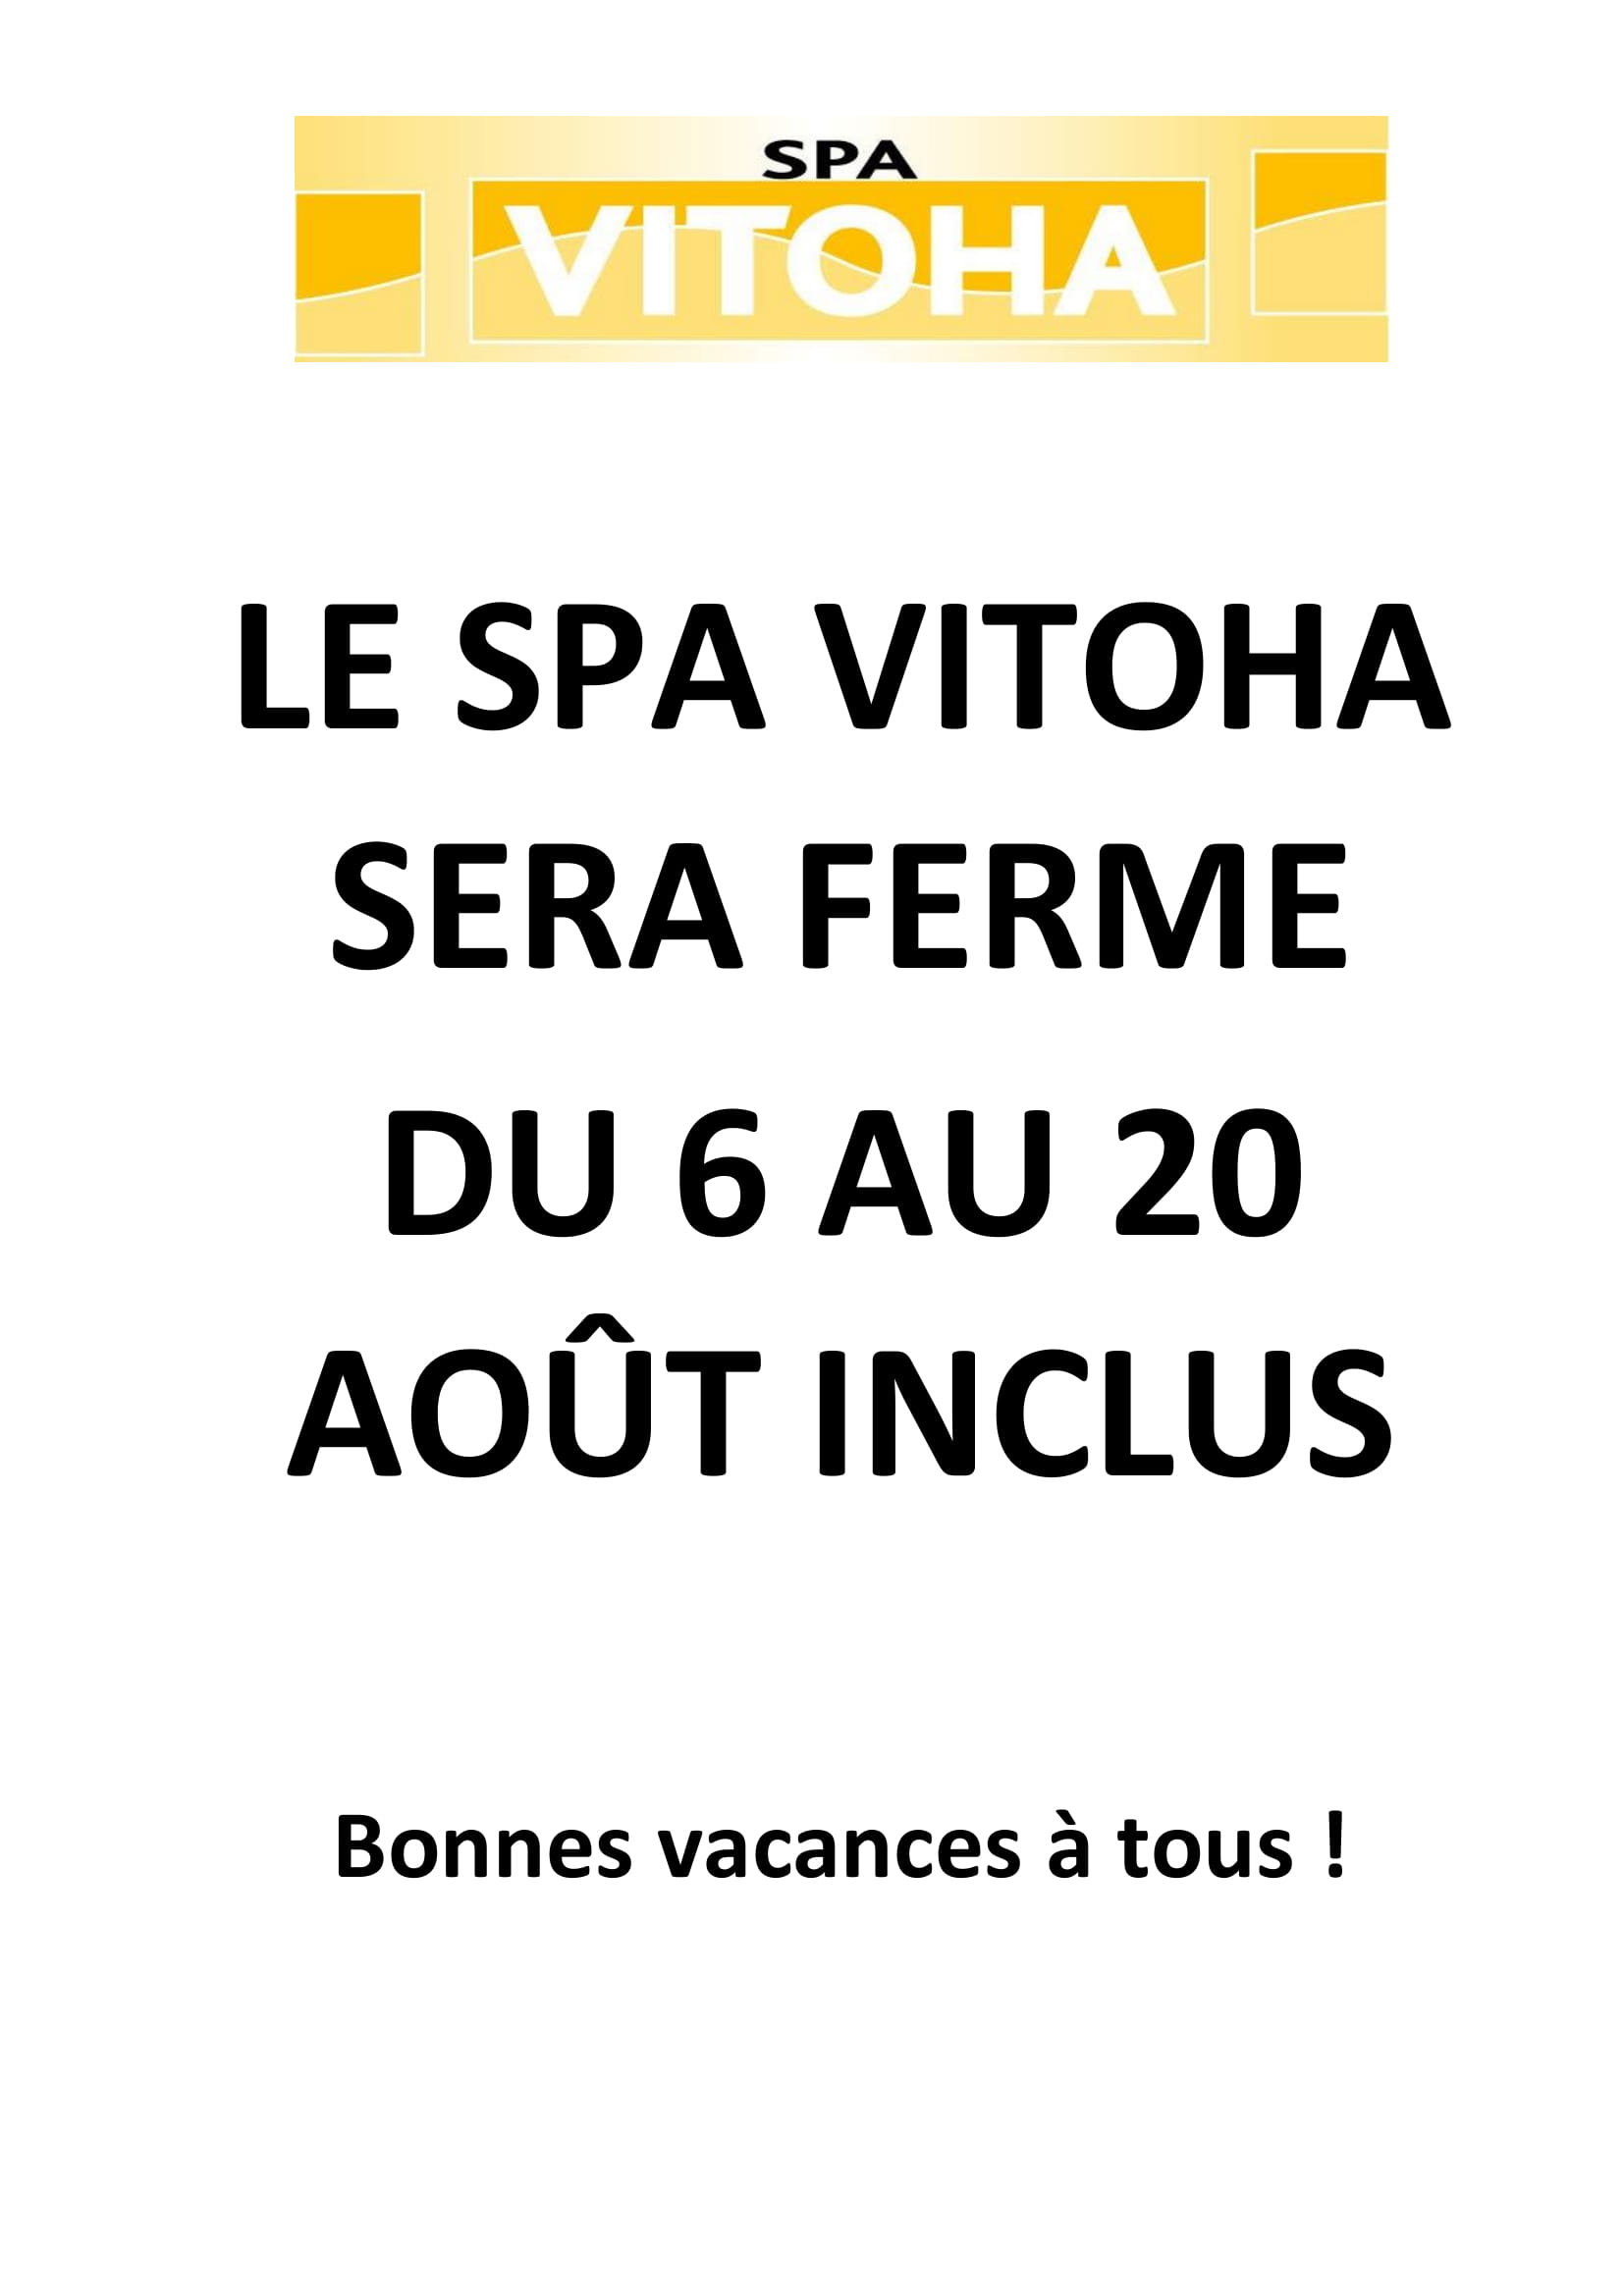 SPA
VITOHA
LE SPA VITOHA
SERA FERME
DU 6 AU 20
AOÛT INCLUS
Bonnes vacances à tous !